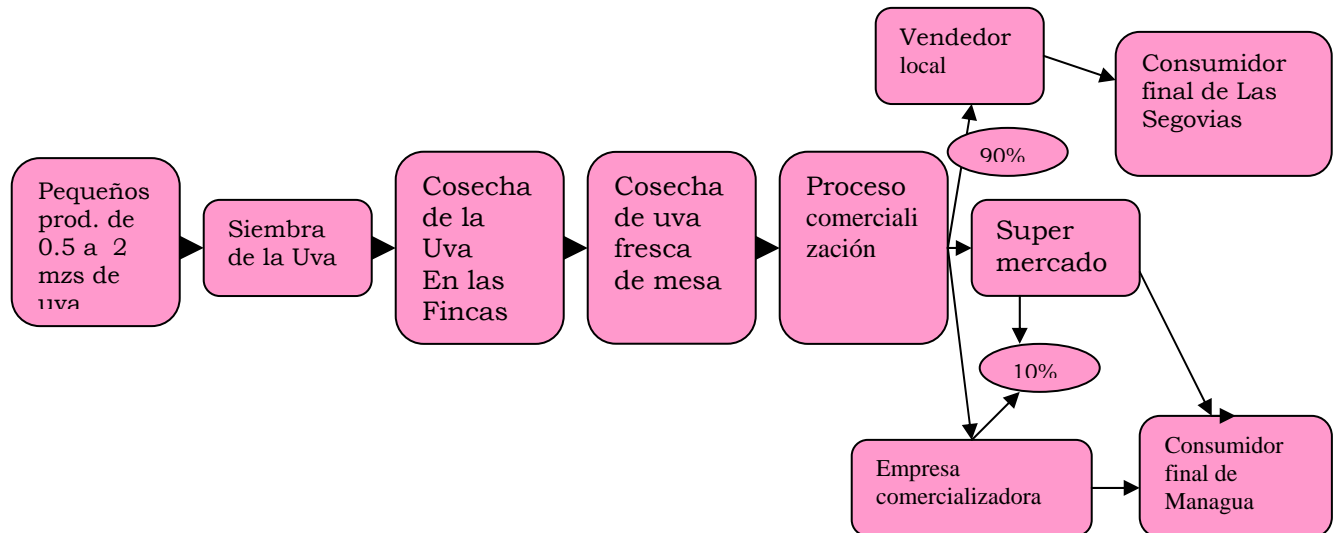 Pequeños
prod. de
0.5 a 2
mzs de
uva
Siembra
de la Uva
Cosecha
de la
Uva
En las
Fincas
Cosecha
de uva
fresca
de mesa
Proceso
comerciali
zación
Vendedor
local
90%
Consumidor
final de Las
Segovias
Super
mercado
10%
Empresa
comercializadora
Consumidor
final de
Managua